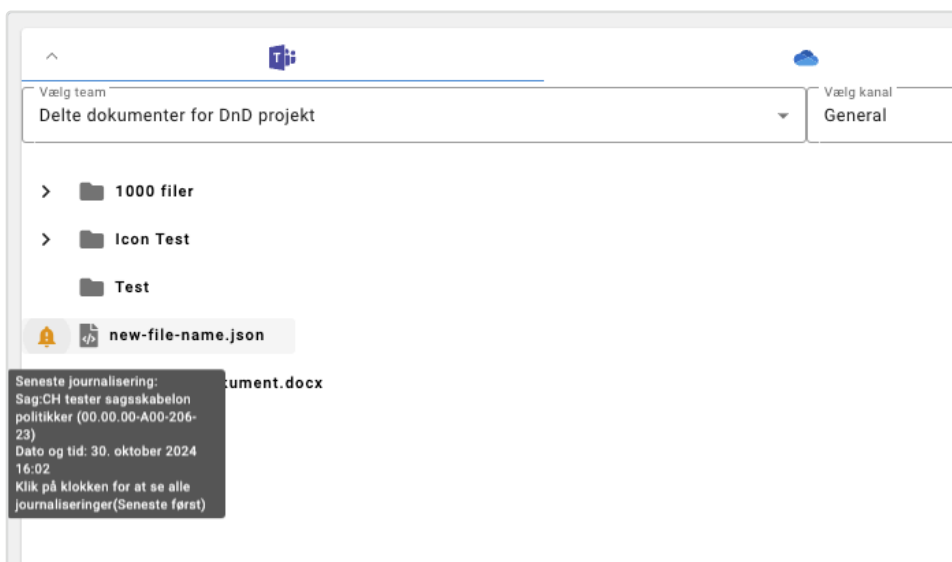 Vælg team
Delte dokumenter for DnD projekt
Vælg kanal
General
1000 filer
Icon Test
Test
new-file-name.json
ument.docx
Seneste journalisering:
Sag:CH tester sagsskabelon
politikker (00.00.00-A00-206-
23)
Dato og tid: 30. oktober 2024
16:02
Klik på klokken for at se alle
journaliseringer(Seneste først)